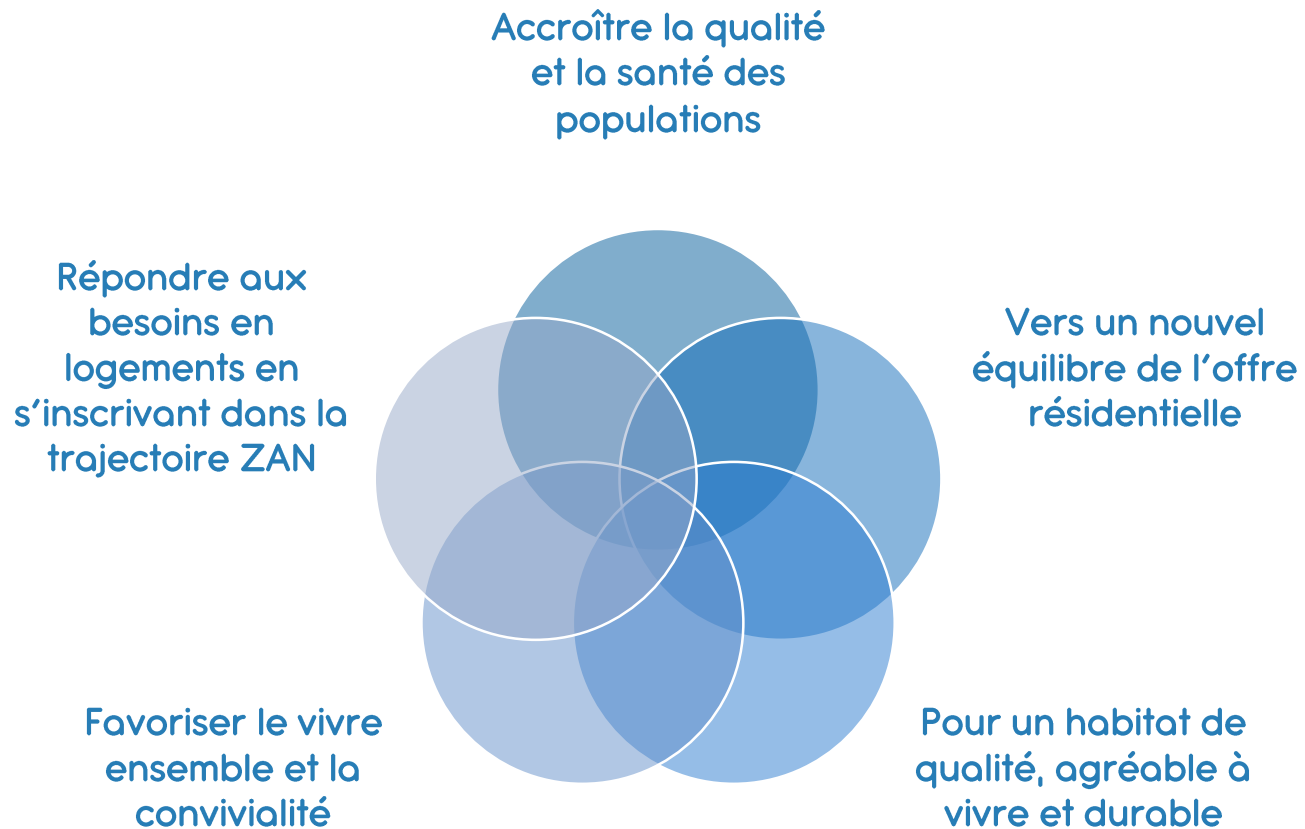 Accroître la qualité
et la santé des
populations
Répondre aux
besoins en
logements en
s'inscrivant dans la
trajectoire ZAN
Vers un nouvel
équilibre de l'offre
résidentielle
Favoriser le vivre
ensemble et la
convivialité
Pour un habitat de
qualité, agréable à
vivre et durable